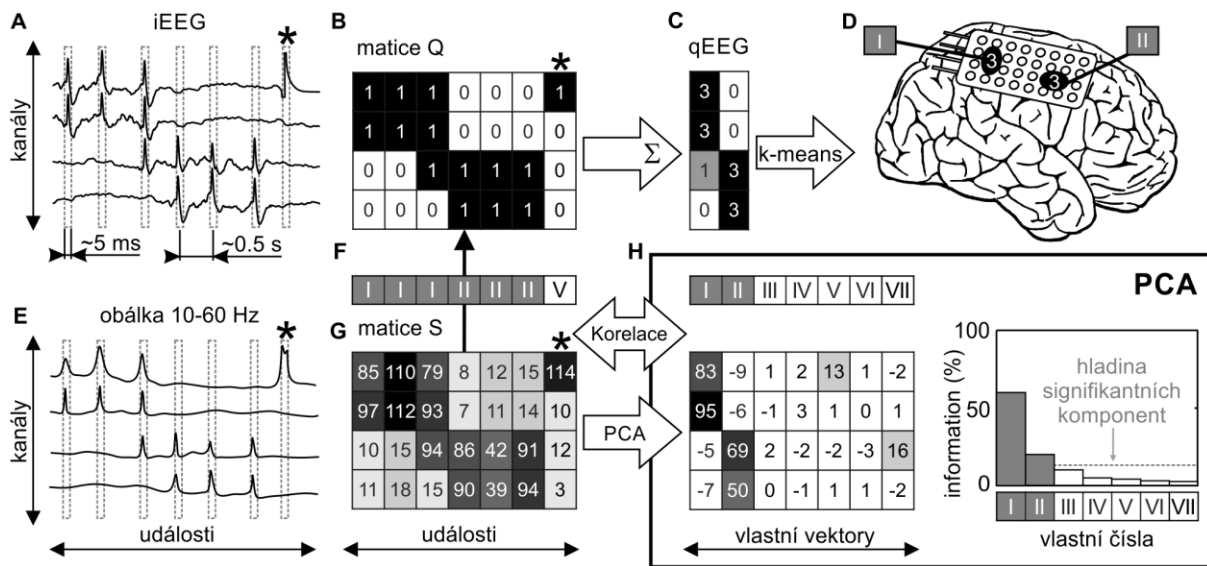 A
iEEG
*
kanály
~5 ms
~0.5 s
B
matice Q
*
1 1 1 0 0 0 1
1 1 1 0 0 0 0
0 0 1 1 1 1 0
0 0 0 1 1 1 0
Σ
C
qEEG
3 0
3 0
1 3
0 3
k-means
D
I
II
3
3
E
obálka 10-60 Hz
*
kanály
události
F
I I I II II II V
G
matice S
*
85 110 79 8 12 15 114
97 112 93 7 11 14 10
10 15 94 86 42 91 12
11 18 15 90 39 94 3
události
Korelace
PCA
H
I II III IV V VI VII
83 -9 1 2 13 1 -2
95 -6 -1 3 1 0 1
-5 69 2 -2 -2 -3 16
-7 50 0 -1 1 1 -2
vlastní vektory
PCA
information (%)
100
50
0
hladina
signifikantních
komponent
I II III IV V VI VII
vlastní čísla